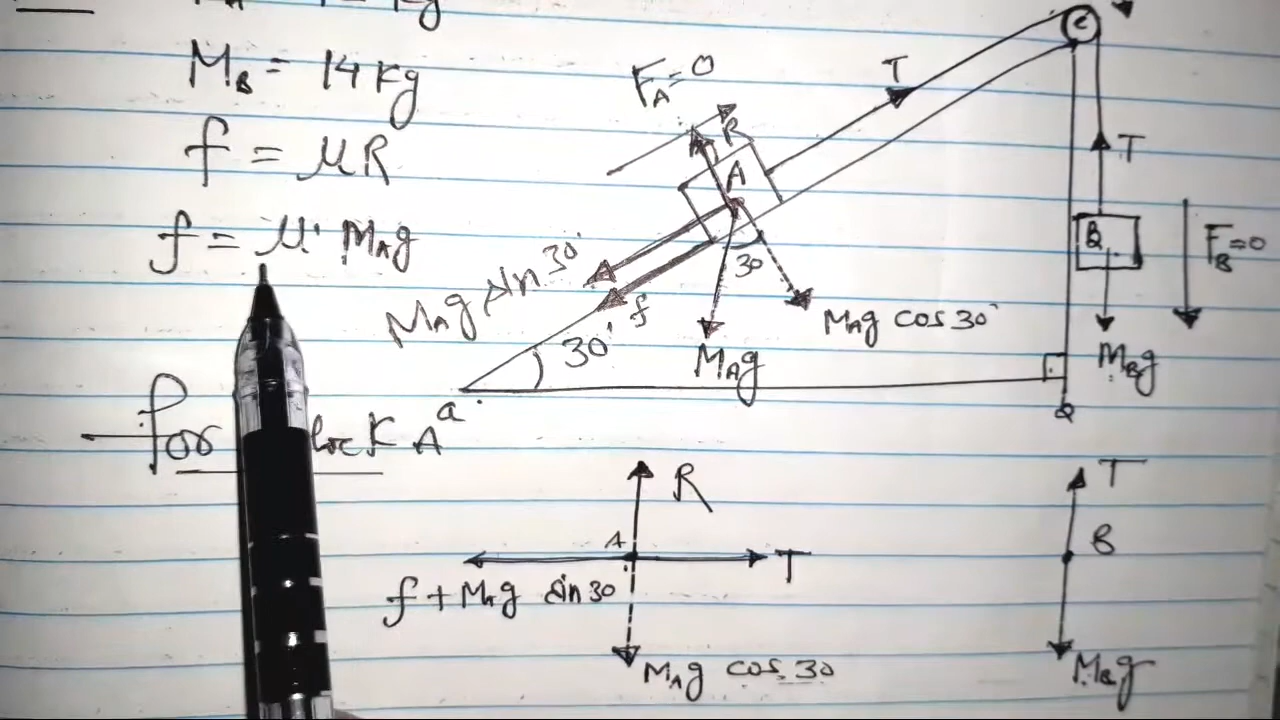 M_B = 14 kg
f = μR
f = μ · M_A g
for block A
F_A = 0
R
A
T
C
T
B
F_B = 0
M_B g
M_A g sin 30°
f
30
M_A g cos 30°
M_A g
30°
a
R
A
T
f + M_A g sin 30
M_A g cos 30
T
B
M_B g